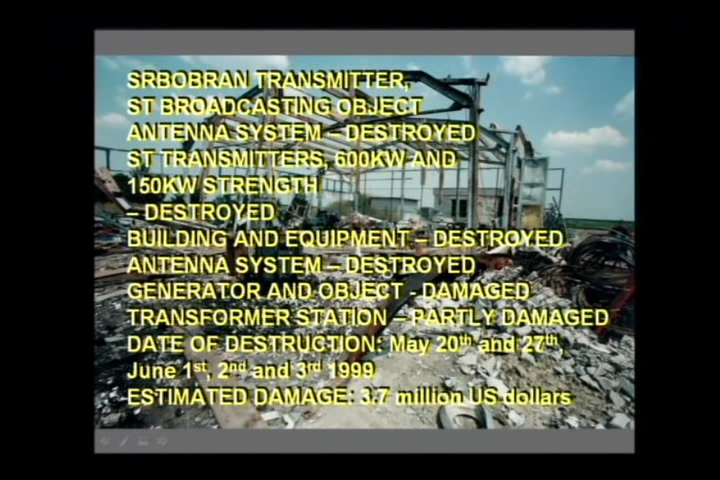 SRBOBRAN TRANSMITTER,
ST BROADCASTING OBJECT
ANTENNA SYSTEM – DESTROYED
ST TRANSMITTERS, 600KW AND
150KW STRENGTH
– DESTROYED
BUILDING AND EQUIPMENT – DESTROYED
ANTENNA SYSTEM – DESTROYED
GENERATOR AND OBJECT - DAMAGED
TRANSFORMER STATION – PARTLY DAMAGED
DATE OF DESTRUCTION: May 20th and 27th,
June 1st, 2nd and 3rd 1999
ESTIMATED DAMAGE: 3.7 million US dollars